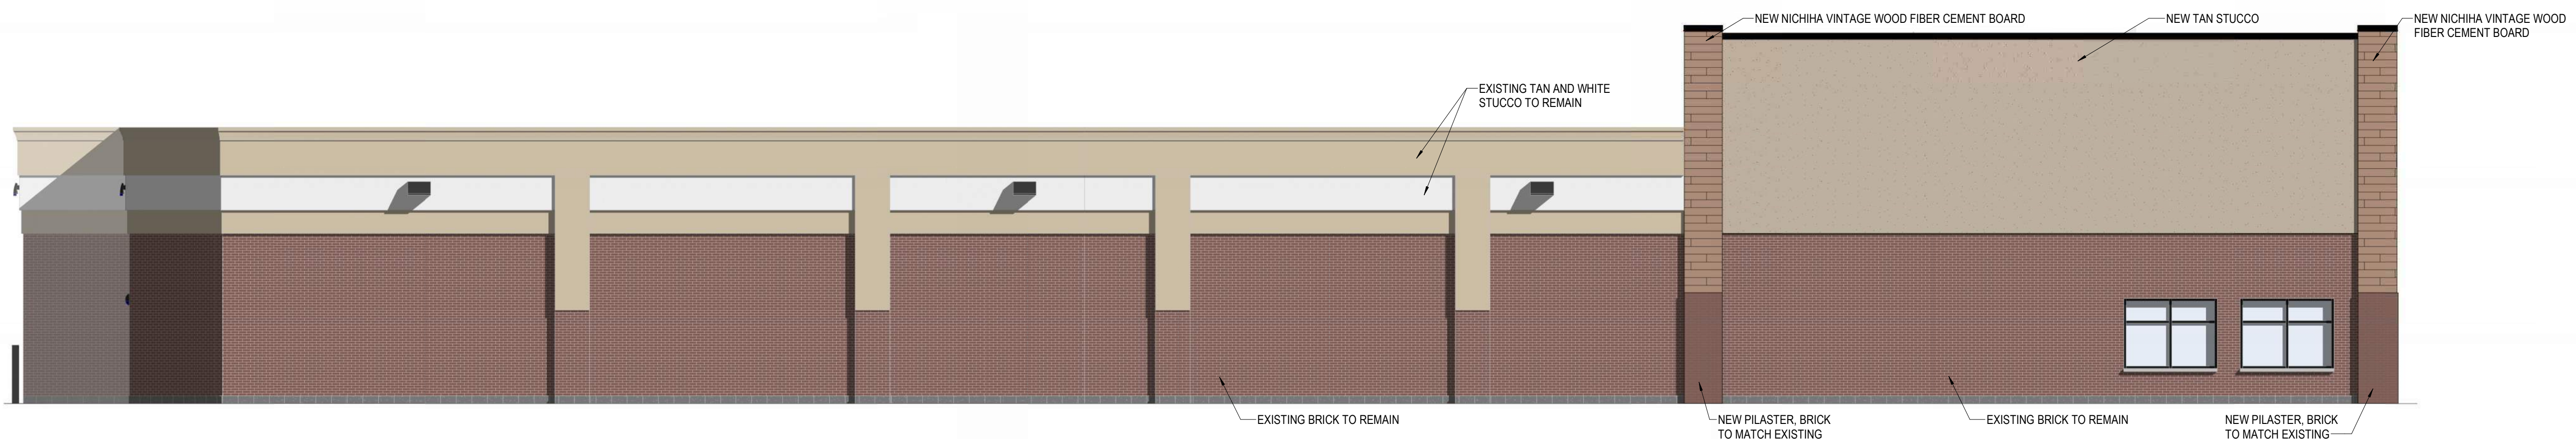 NEW NICHIHA VINTAGE WOOD FIBER CEMENT BOARD
NEW TAN STUCCO
NEW NICHIHA VINTAGE WOOD
FIBER CEMENT BOARD
EXISTING TAN AND WHITE
STUCCO TO REMAIN
EXISTING BRICK TO REMAIN
NEW PILASTER, BRICK
TO MATCH EXISTING
EXISTING BRICK TO REMAIN
NEW PILASTER, BRICK
TO MATCH EXISTING